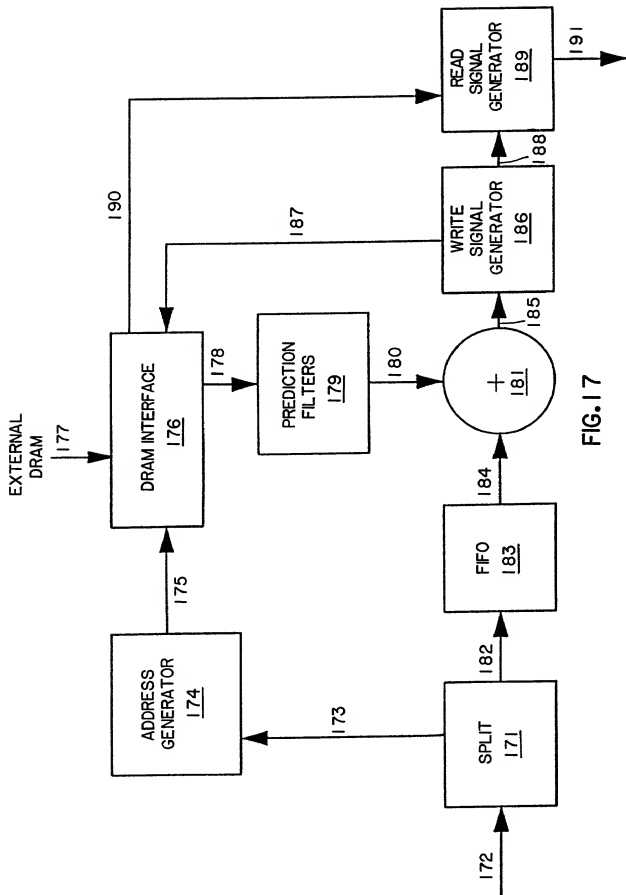 EXTERNAL
DRAM
177
190
DRAM INTERFACE
176
187
175
178
ADDRESS
GENERATOR
174
PREDICTION
FILTERS
179
173
180
READ
SIGNAL
GENERATOR
189
191
188
WRITE
SIGNAL
GENERATOR
186
185
+
181
184
FIFO
183
182
SPLIT
171
172
FIG.17